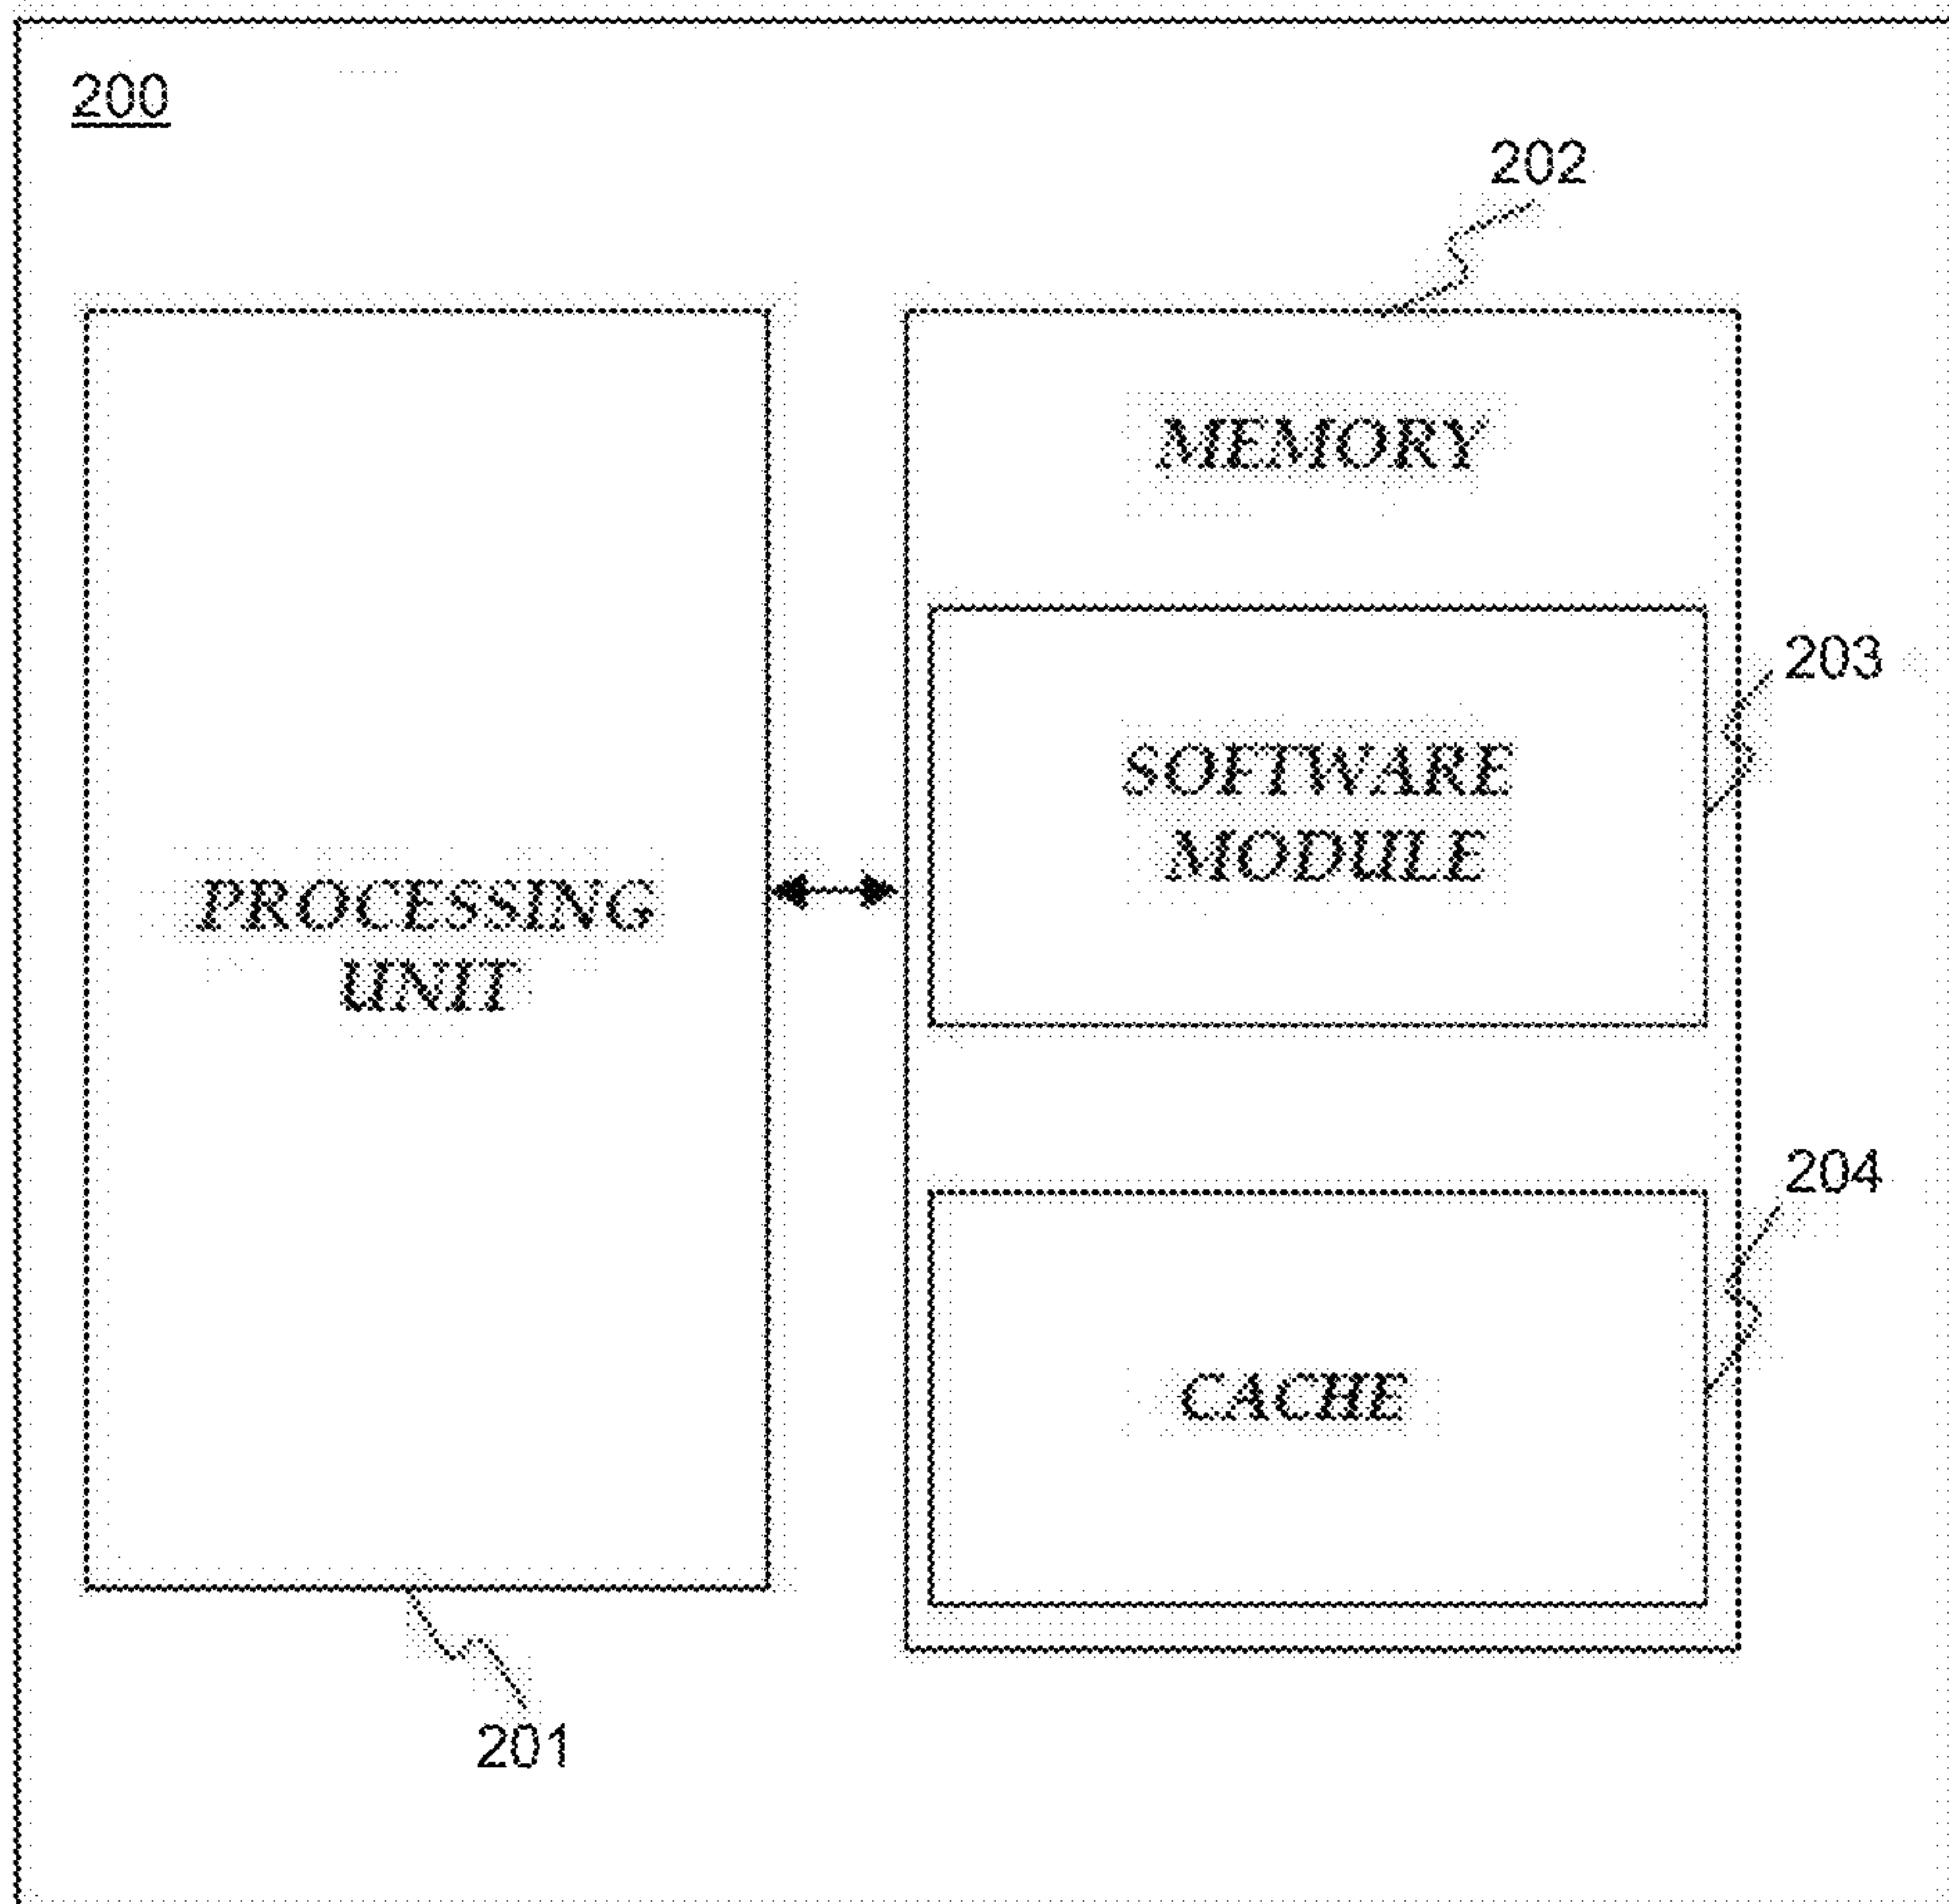 200
202
MEMORY
203
SOFTWARE
MODULE
PROCESSING
UNIT
204
CACHE
201